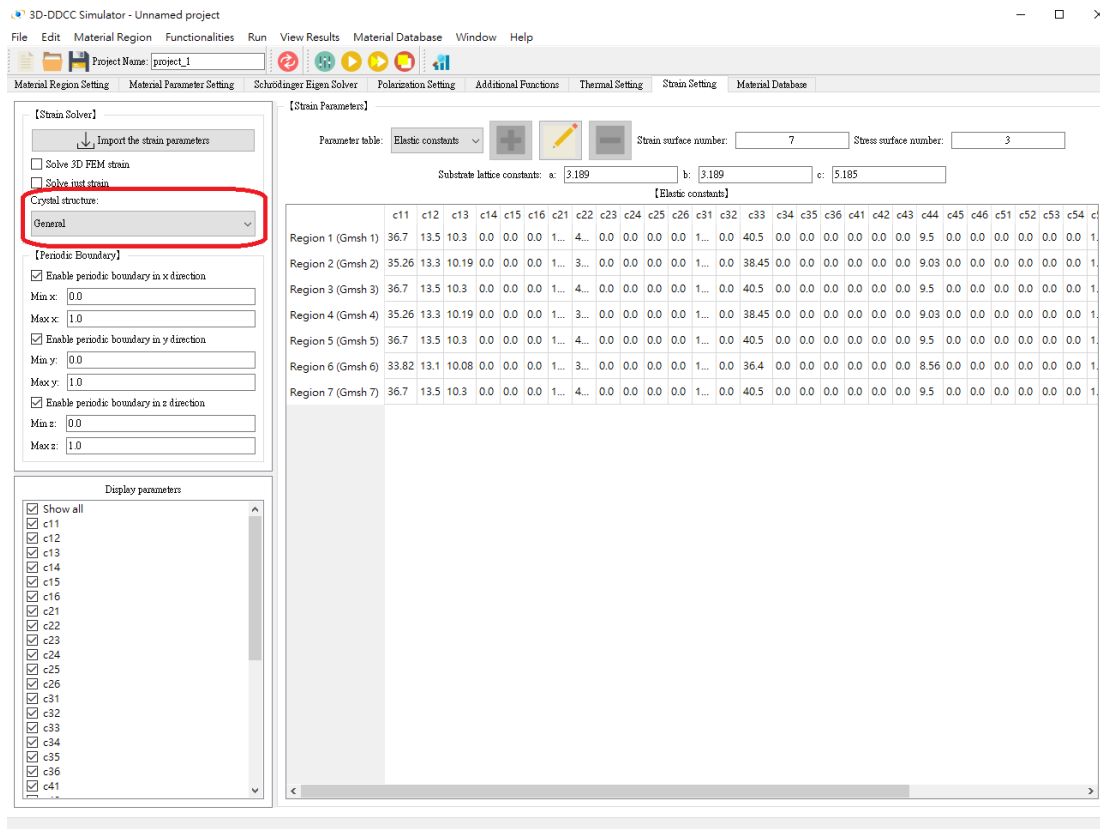 3D-DDCC Simulator - Unnamed project
File Edit Material Region Functionalities Run View Results Material Database Window Help
Project Name: project_1
Material Region Setting Material Parameter Setting Schrödinger Eigen Solver Polarization Setting Additional Functions Thermal Setting Strain Setting Material Database
【Strain Solver】
Import the strain parameters
Solve 3D FEM strain
Solve just strain
Crystal structure:
General
【Periodic Boundary】
Enable periodic boundary in x direction
Min x: 0.0
Max x: 1.0
Enable periodic boundary in y direction
Min y: 0.0
Max y: 1.0
Enable periodic boundary in z direction
Min z: 0.0
Max z: 1.0
Display parameters
Show all
c11
c12
c13
c14
c15
c16
c21
c22
c23
c24
c25
c26
c31
c32
c33
c34
c35
c36
c41
【Strain Parameters】
Parameter table: Elastic constants Strain surface number: 7 Stress surface number: 3
Substrate lattice constants: a: 3.189 b: 3.189 c: 5.185
【Elastic constants】
c11 c12 c13 c14 c15 c16 c21 c22 c23 c24 c25 c26 c31 c32 c33 c34 c35 c36 c41 c42 c43 c44 c45 c46 c51 c52 c53 c54
Region 1 (Gmsh 1) 36.7 13.5 10.3 0.0 0.0 0.0 1... 4... 0.0 0.0 0.0 0.0 1... 0.0 40.5 0.0 0.0 0.0 0.0 0.0 0.0 9.5 0.0 0.0 0.0 0.0 0.0 0.0 1.
Region 2 (Gmsh 2) 35.26 13.3 10.19 0.0 0.0 0.0 1... 3... 0.0 0.0 0.0 0.0 1... 0.0 38.45 0.0 0.0 0.0 0.0 0.0 0.0 9.03 0.0 0.0 0.0 0.0 0.0 0.0 1.
Region 3 (Gmsh 3) 36.7 13.5 10.3 0.0 0.0 0.0 1... 4... 0.0 0.0 0.0 0.0 1... 0.0 40.5 0.0 0.0 0.0 0.0 0.0 0.0 9.5 0.0 0.0 0.0 0.0 0.0 0.0 1.
Region 4 (Gmsh 4) 35.26 13.3 10.19 0.0 0.0 0.0 1... 3... 0.0 0.0 0.0 0.0 1... 0.0 38.45 0.0 0.0 0.0 0.0 0.0 0.0 9.03 0.0 0.0 0.0 0.0 0.0 0.0 1.
Region 5 (Gmsh 5) 36.7 13.5 10.3 0.0 0.0 0.0 1... 4... 0.0 0.0 0.0 0.0 1... 0.0 40.5 0.0 0.0 0.0 0.0 0.0 0.0 9.5 0.0 0.0 0.0 0.0 0.0 0.0 1.
Region 6 (Gmsh 6) 33.82 13.1 10.08 0.0 0.0 0.0 1... 3... 0.0 0.0 0.0 0.0 1... 0.0 36.4 0.0 0.0 0.0 0.0 0.0 0.0 8.56 0.0 0.0 0.0 0.0 0.0 0.0 1.
Region 7 (Gmsh 7) 36.7 13.5 10.3 0.0 0.0 0.0 1... 4... 0.0 0.0 0.0 0.0 1... 0.0 40.5 0.0 0.0 0.0 0.0 0.0 0.0 9.5 0.0 0.0 0.0 0.0 0.0 0.0 1.